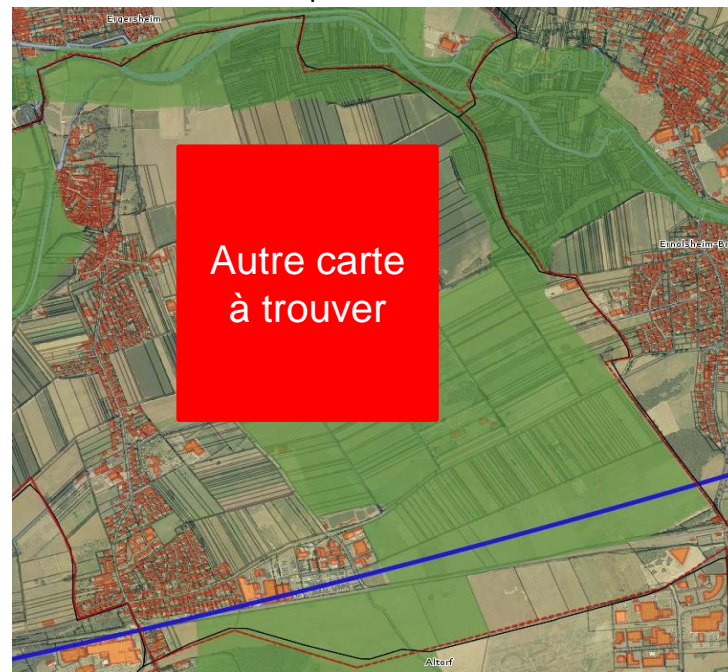 Ergersheim
Autre carte
à trouver
Ernolsheim-Br
Altorf